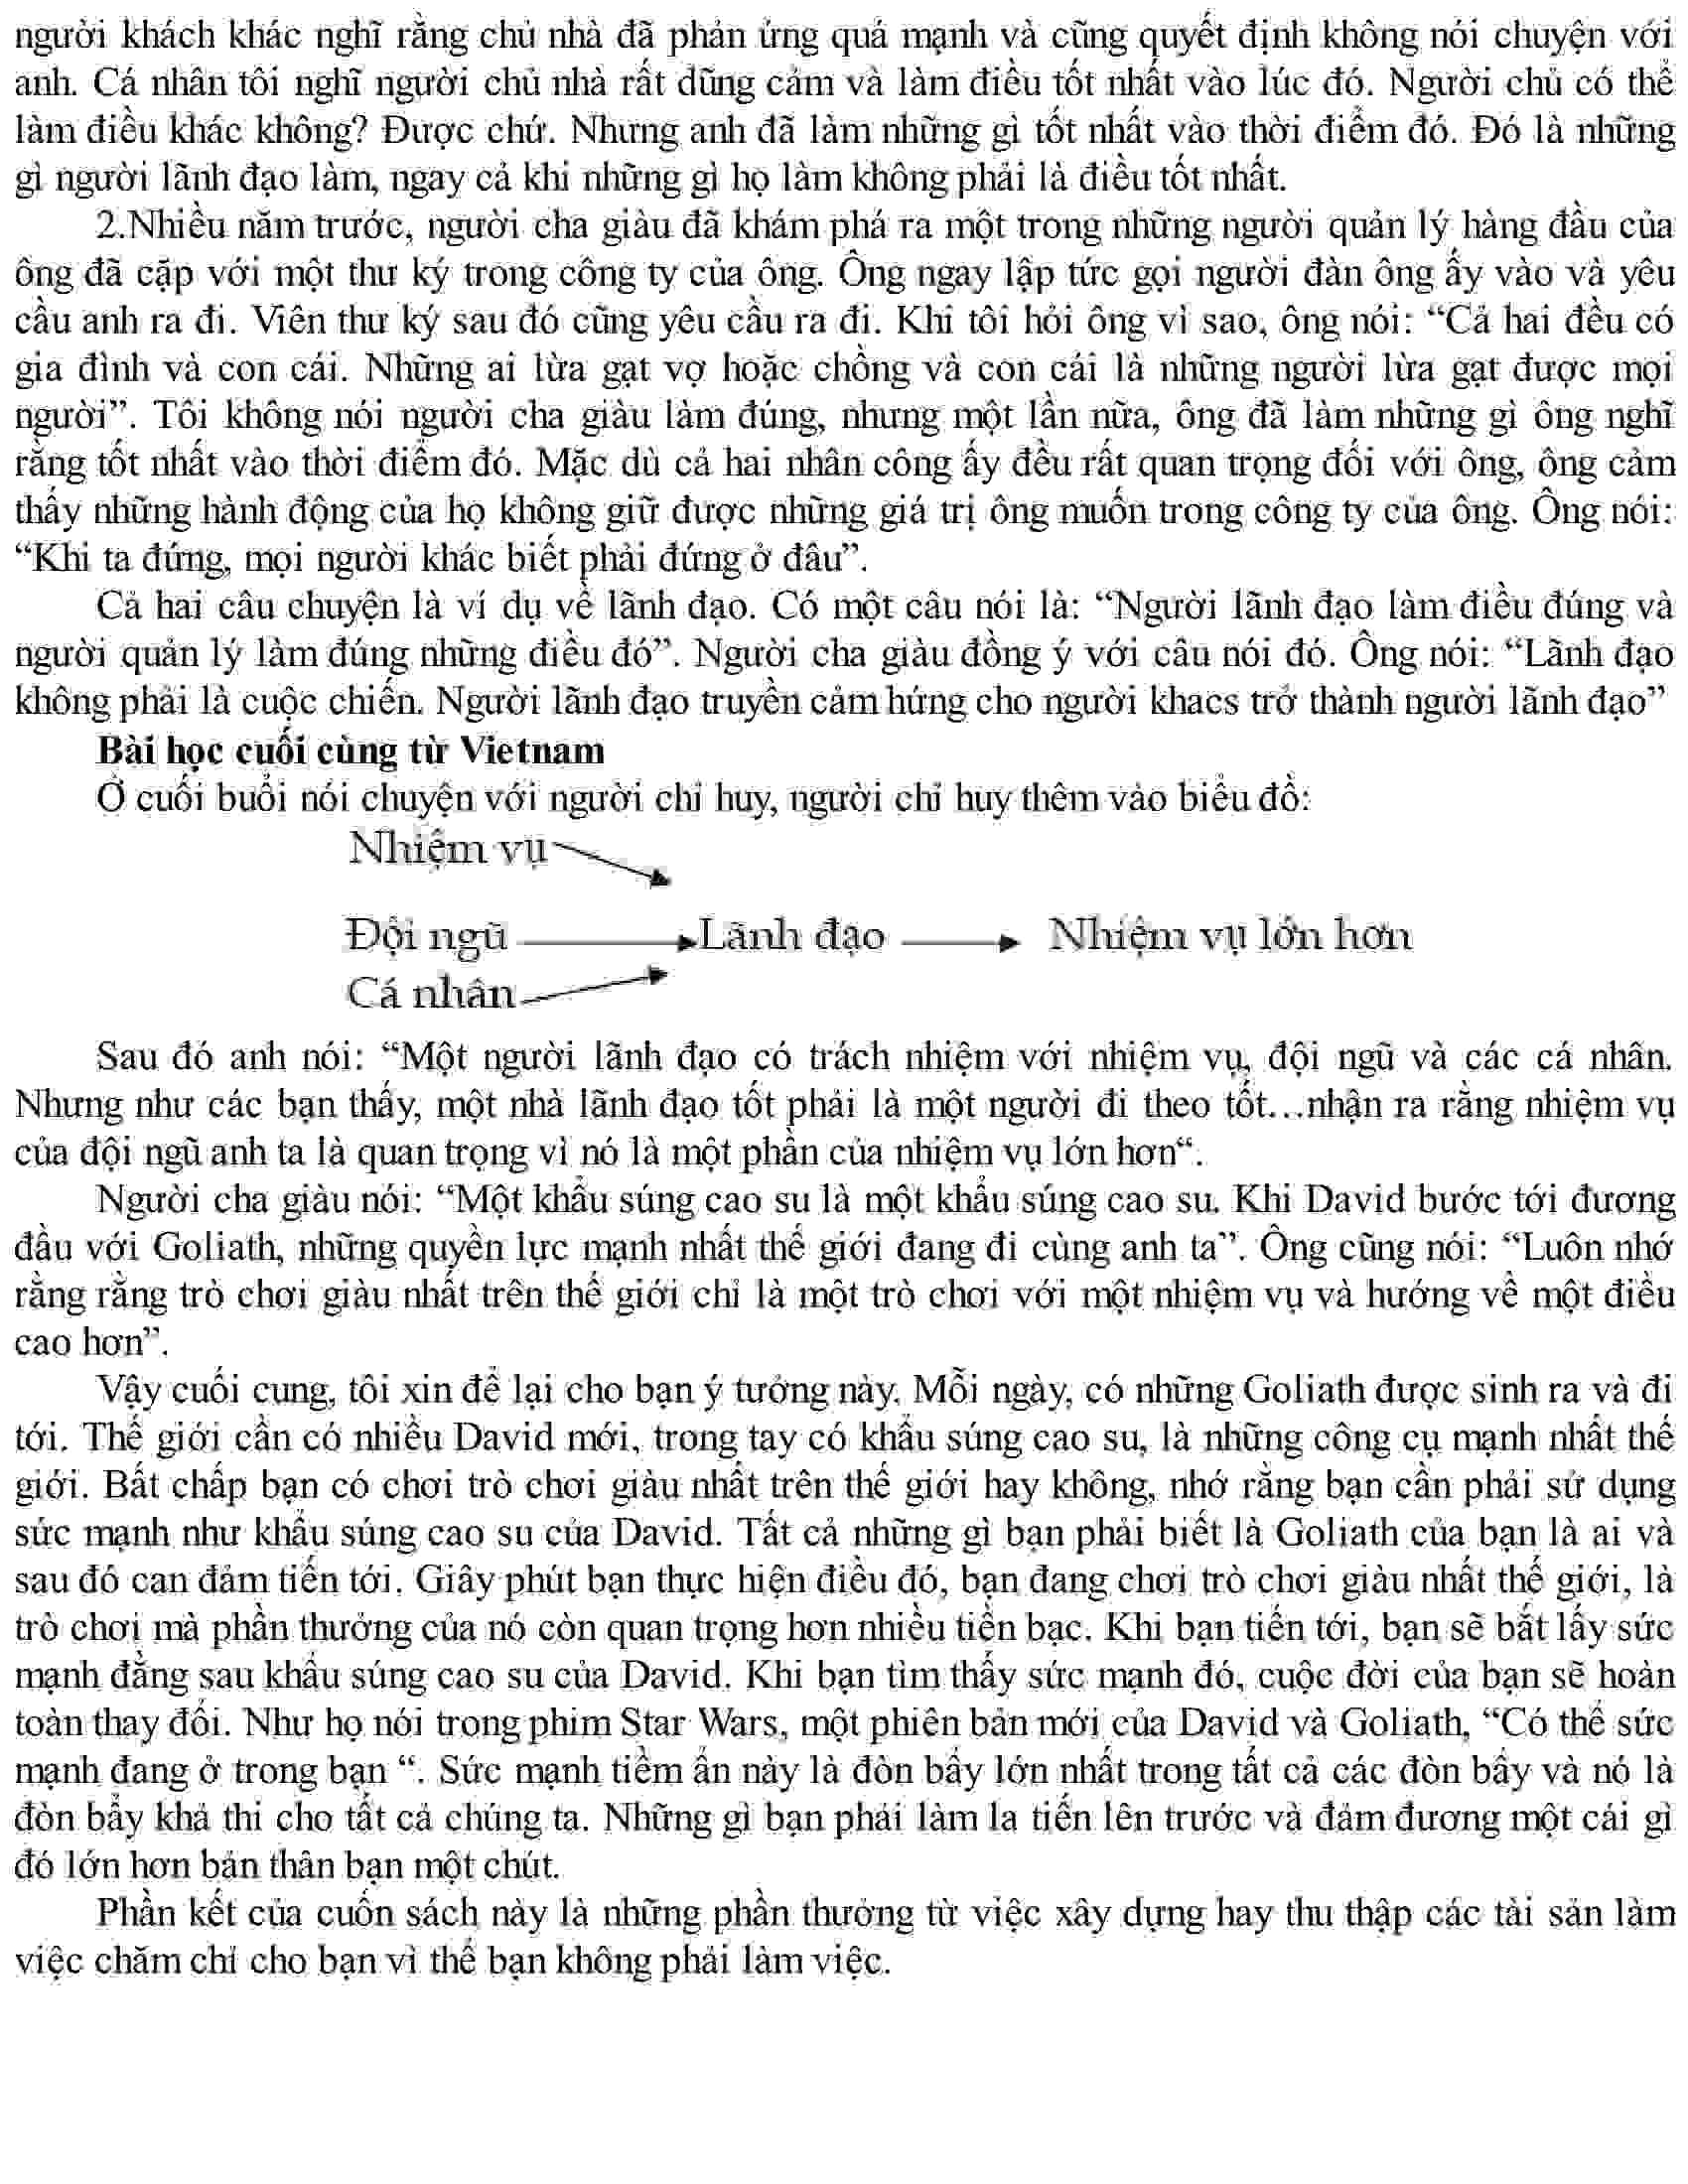 người khách khác nghĩ rằng chủ nhà đã phản ứng quá mạnh và cũng quyết định không nói chuyện với
anh. Cá nhân tôi nghĩ người chủ nhà rất dũng cảm và làm điều tốt nhất vào lúc đó. Người chủ có thể
làm điều khác không? Được chứ. Nhưng anh đã làm những gì tốt nhất vào thời điểm đó. Đó là những
gì người lãnh đạo làm, ngay cả khi những gì họ làm không phải là điều tốt nhất.
2.Nhiều năm trước, người cha giàu đã khám phá ra một trong những người quản lý hàng đầu của
ông đã cặp với một thư ký trong công ty của ông. Ông ngay lập tức gọi người đàn ông ấy vào và yêu
cầu anh ra đi. Viên thư ký sau đó cũng yêu cầu ra đi. Khi tôi hỏi ông vì sao, ông nói: “Cả hai đều có
gia đình và con cái. Những ai lừa gạt vợ hoặc chồng và con cái là những người lừa gạt được mọi
người”. Tôi không nói người cha giàu làm đúng, nhưng một lần nữa, ông đã làm những gì ông nghĩ
rằng tốt nhất vào thời điểm đó. Mặc dù cả hai nhân công ấy đều rất quan trọng đối với ông, ông cảm
thấy những hành động của họ không giữ được những giá trị ông muốn trong công ty của ông. Ông nói:
“Khi ta đứng, mọi người khác biết phải đứng ở đâu”.
Cả hai câu chuyện là ví dụ về lãnh đạo. Có một câu nói là: “Người lãnh đạo làm điều đúng và
người quản lý làm đúng những điều đó”. Người cha giàu đồng ý với câu nói đó. Ông nói: “Lãnh đạo
không phải là cuộc chiến. Người lãnh đạo truyền cảm hứng cho người khacs trở thành người lãnh đạo”
Bài học cuối cùng từ Vietnam
Ở cuối buổi nói chuyện với người chỉ huy, người chỉ huy thêm vào biểu đồ:
Nhiệm vụ
Đội ngũ Lãnh đạo Nhiệm vụ lớn hơn
Cá nhân
Sau đó anh nói: “Một người lãnh đạo có trách nhiệm với nhiệm vụ, đội ngũ và các cá nhân.
Nhưng như các bạn thấy, một nhà lãnh đạo tốt phải là một người đi theo tốt…nhận ra rằng nhiệm vụ
của đội ngũ anh ta là quan trọng vì nó là một phần của nhiệm vụ lớn hơn“.
Người cha giàu nói: “Một khẩu súng cao su là một khẩu súng cao su. Khi David bước tới đương
đầu với Goliath, những quyền lực mạnh nhất thế giới đang đi cùng anh ta”. Ông cũng nói: “Luôn nhớ
rằng rằng trò chơi giàu nhất trên thế giới chỉ là một trò chơi với một nhiệm vụ và hướng về một điều
cao hơn”.
Vậy cuối cung, tôi xin để lại cho bạn ý tưởng này. Mỗi ngày, có những Goliath được sinh ra và đi
tới. Thế giới cần có nhiều David mới, trong tay có khẩu súng cao su, là những công cụ mạnh nhất thế
giới. Bất chấp bạn có chơi trò chơi giàu nhất trên thế giới hay không, nhớ rằng bạn cần phải sử dụng
sức mạnh như khẩu súng cao su của David. Tất cả những gì bạn phải biết là Goliath của bạn là ai và
sau đó can đảm tiến tới. Giây phút bạn thực hiện điều đó, bạn đang chơi trò chơi giàu nhất thế giới, là
trò chơi mà phần thưởng của nó còn quan trọng hơn nhiều tiền bạc. Khi bạn tiến tới, bạn sẽ bắt lấy sức
mạnh đằng sau khẩu súng cao su của David. Khi bạn tìm thấy sức mạnh đó, cuộc đời của bạn sẽ hoàn
toàn thay đổi. Như họ nói trong phim Star Wars, một phiên bản mới của David và Goliath, “Có thể sức
mạnh đang ở trong bạn “. Sức mạnh tiềm ẩn này là đòn bẩy lớn nhất trong tất cả các đòn bẩy và nó là
đòn bẩy khả thi cho tất cả chúng ta. Những gì bạn phải làm la tiến lên trước và đảm đương một cái gì
đó lớn hơn bản thân bạn một chút.
Phần kết của cuốn sách này là những phần thưởng từ việc xây dựng hay thu thập các tài sản làm
việc chăm chỉ cho bạn vì thế bạn không phải làm việc.